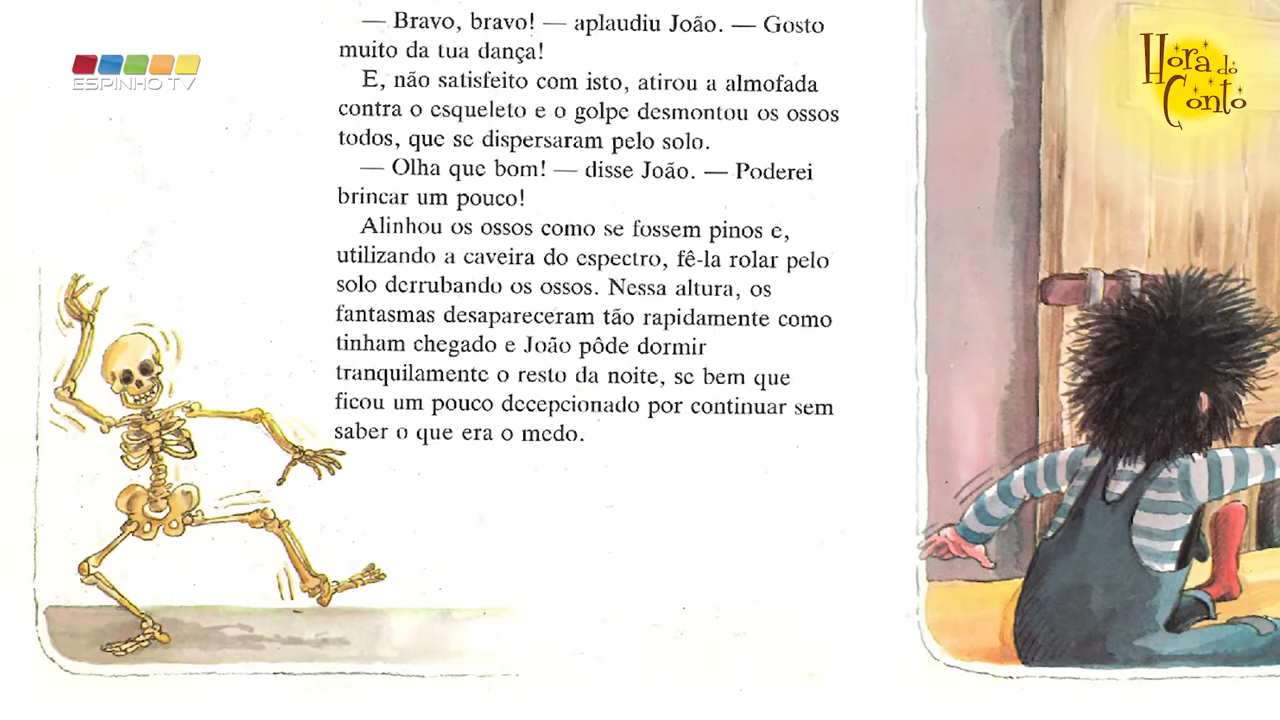 — Bravo, bravo! — aplaudiu João. — Gosto
muito da tua dança!
E, não satisfeito com isto, atirou a almofada
contra o esqueleto e o golpe desmontou os ossos
todos, que se dispersaram pelo solo.
— Olha que bom! — disse João. — Poderei
brincar um pouco!
Alinhou os ossos como se fossem pinos e,
utilizando a caveira do espectro, fê-la rolar pelo
solo derrubando os ossos. Nessa altura, os
fantasmas desapareceram tão rapidamente como
tinham chegado e João pôde dormir
tranquilamente o resto da noite, se bem que
ficou um pouco decepcionado por continuar sem
saber o que era o medo.
ESPINHO TV
Hora do
Conto